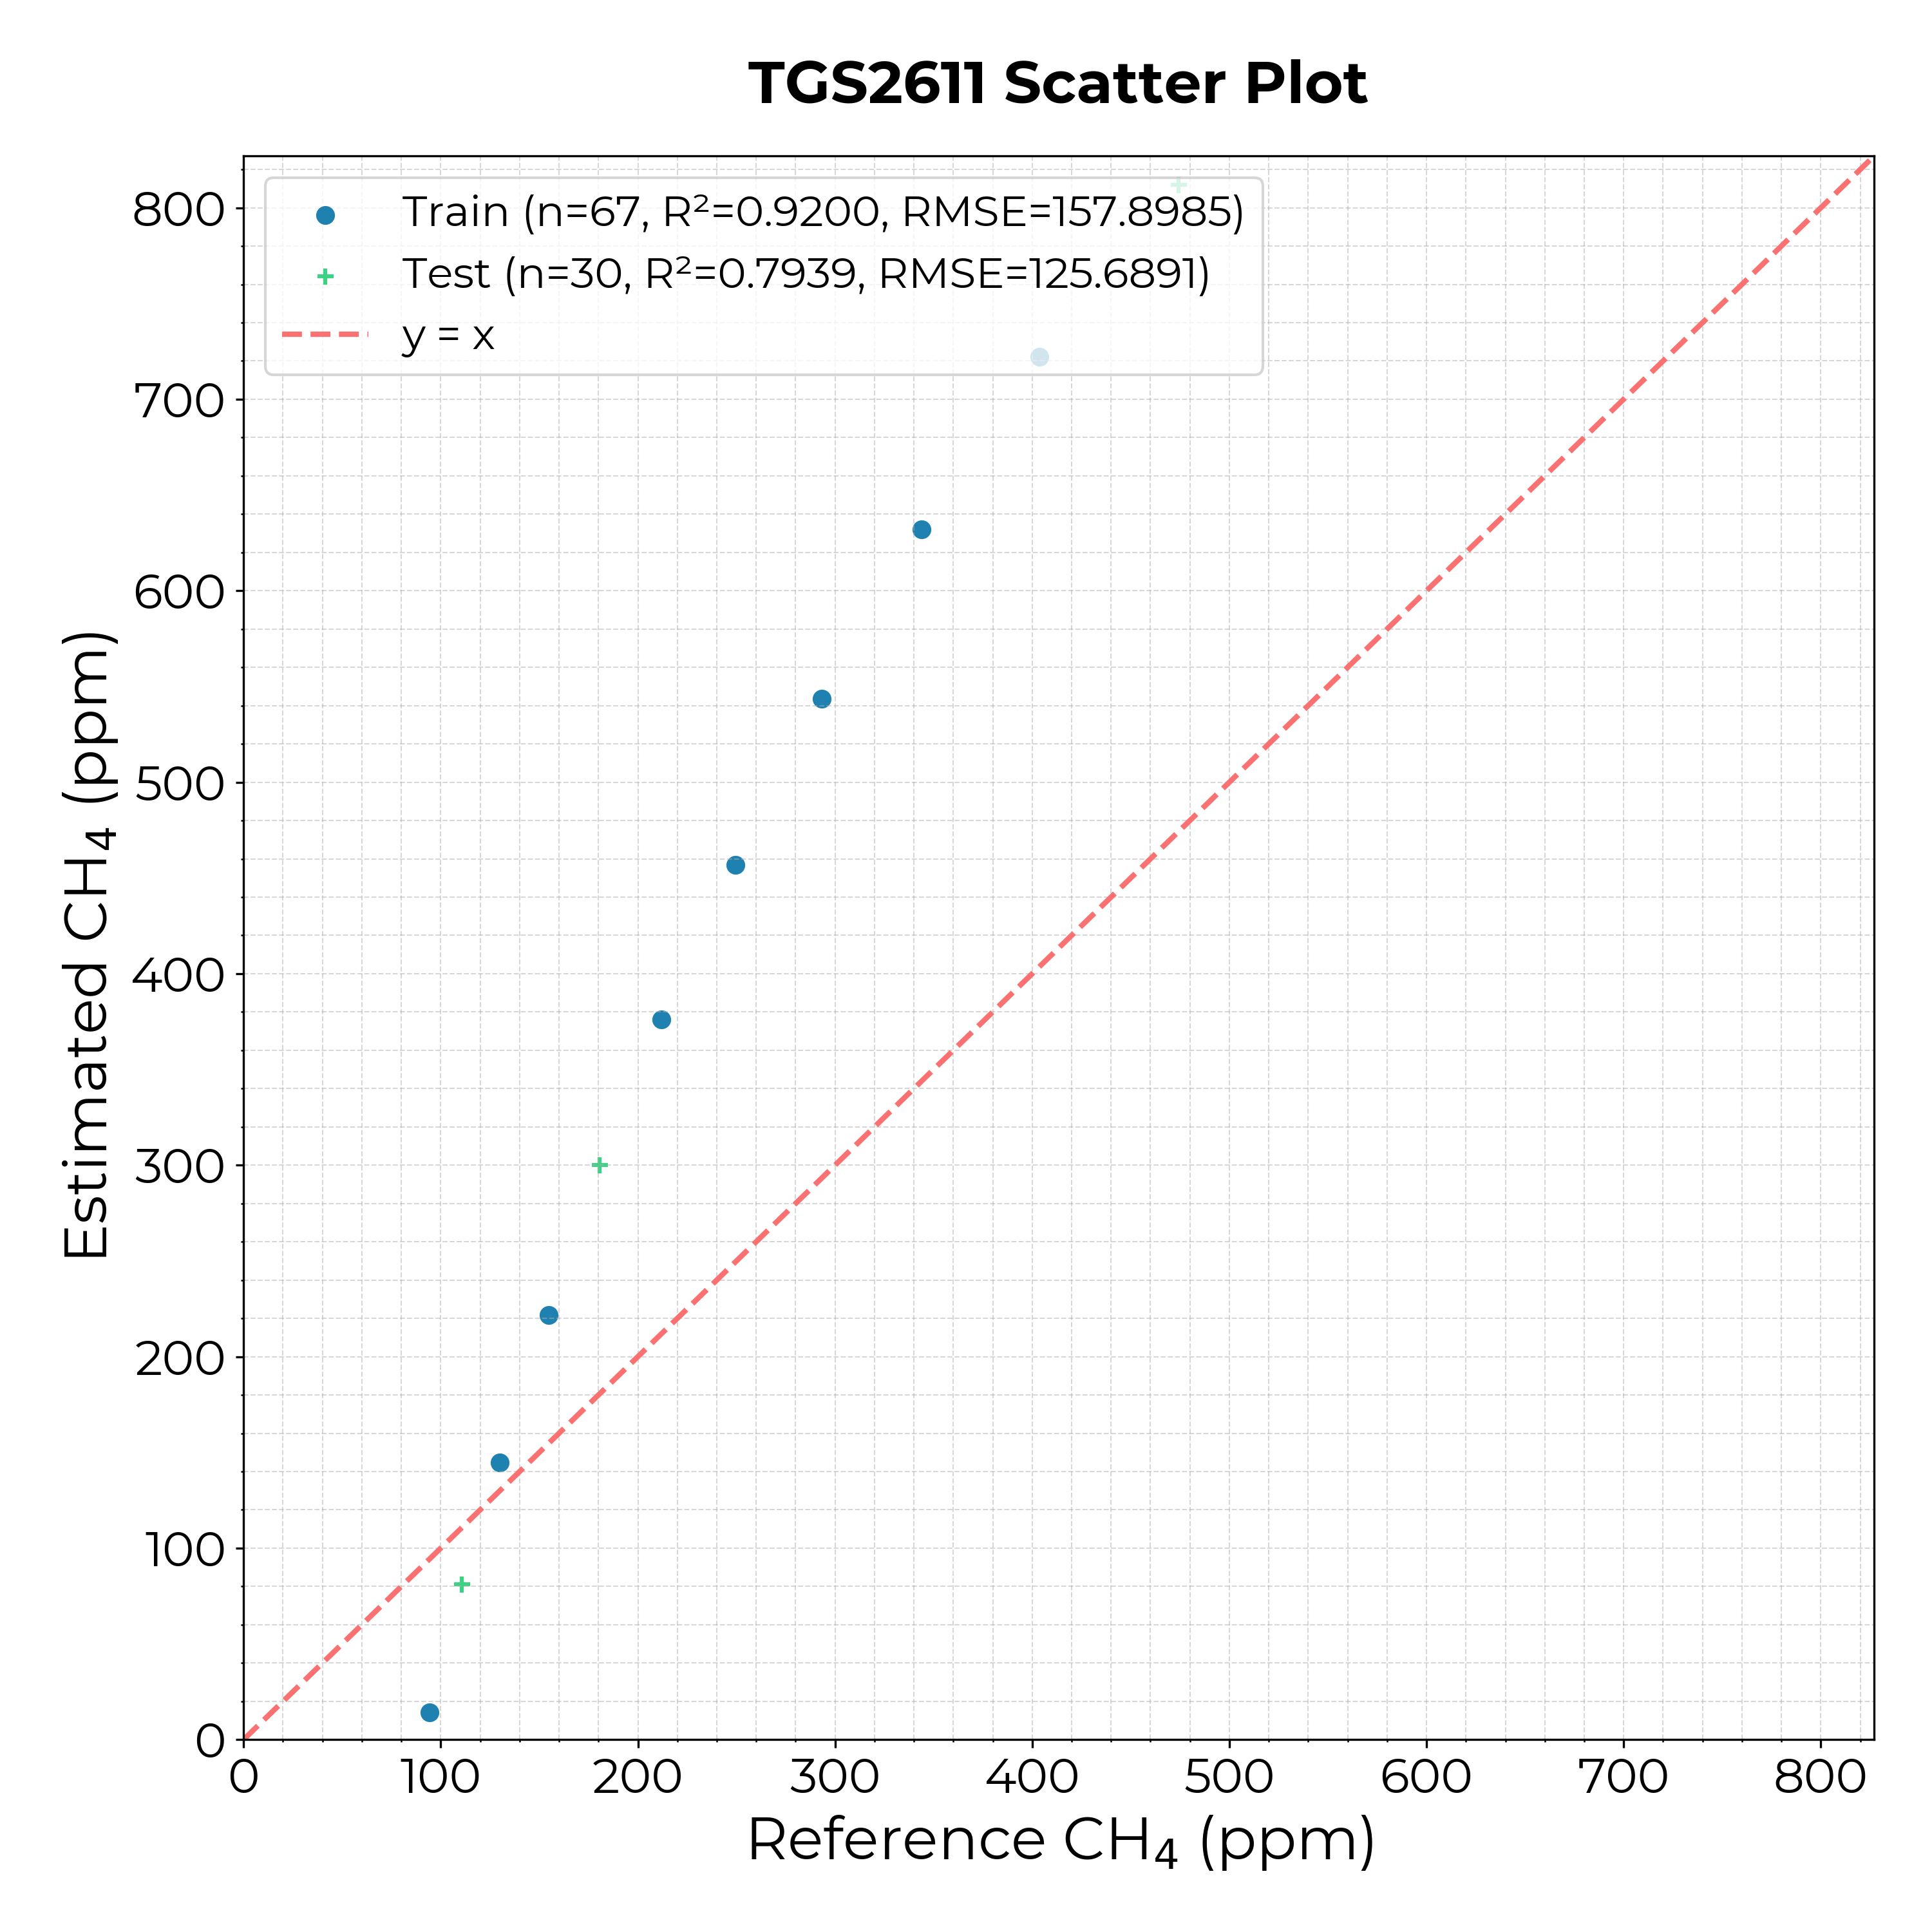 TGS2611 Scatter Plot
Train (n=67, R²=0.9200, RMSE=157.8985)
Test (n=30, R²=0.7939, RMSE=125.6891)
y = x
Estimated CH₄ (ppm)
800
700
600
500
400
300
200
100
0
0 100 200 300 400 500 600 700 800
Reference CH₄ (ppm)